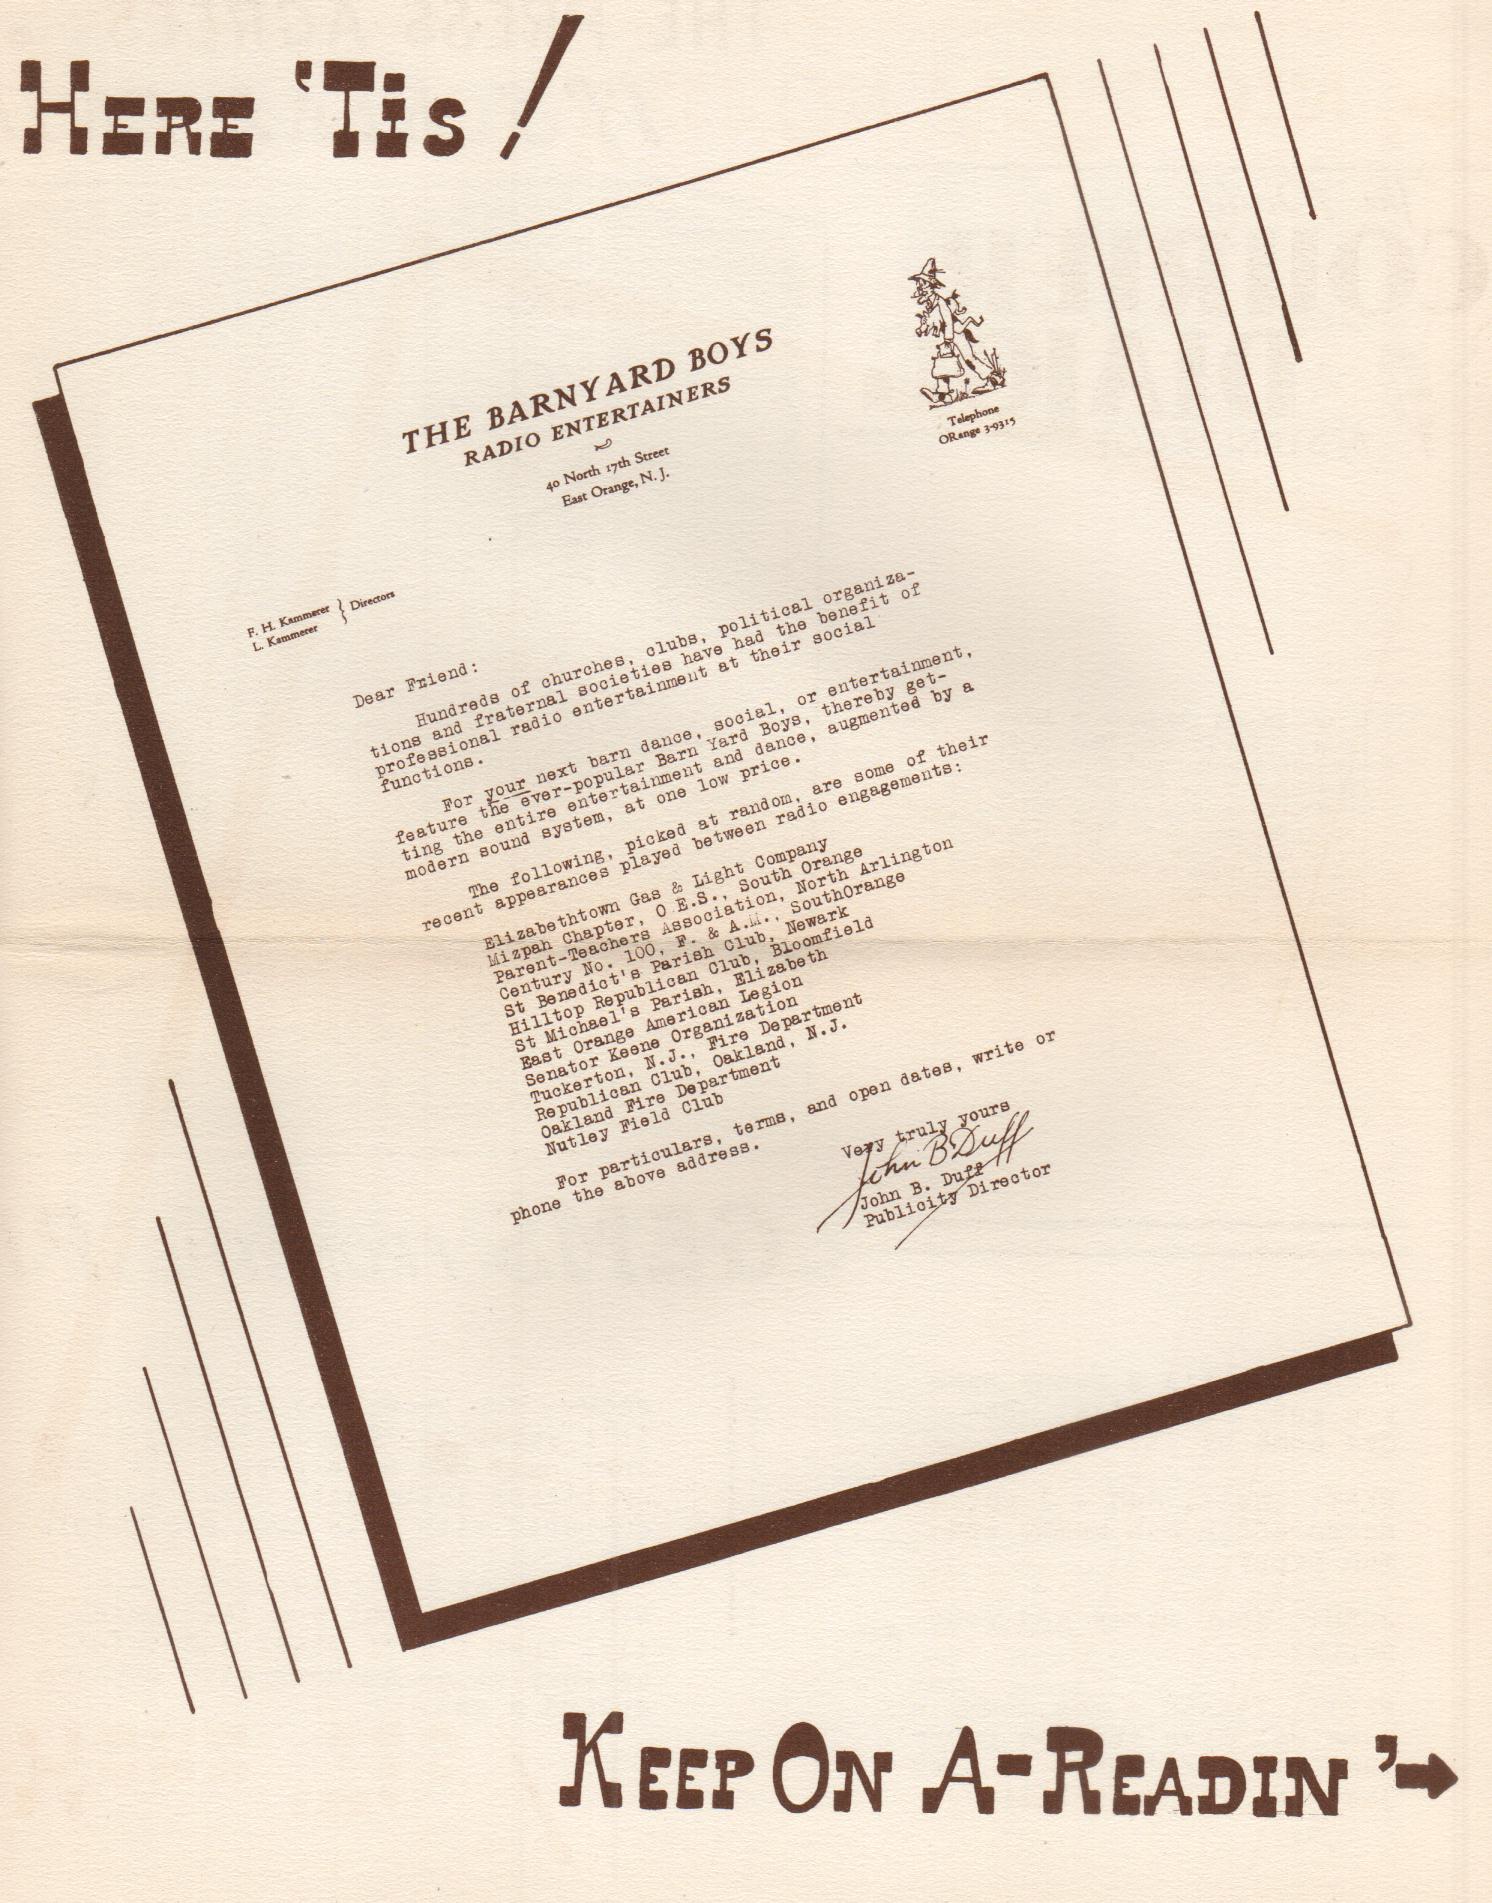 HERE 'TIS!
THE BARNYARD BOYS
RADIO ENTERTAINERS
40 North 17th Street
East Orange, N. J.
Telephone
ORange 3-9315
F. H. Kammerer } Directors
L. Kammerer
Dear Friend:
Hundreds of churches, clubs, political organiza-
tions and fraternal societies have had the benefit of
professional radio entertainment at their social
functions.
For your next barn dance, social, or entertainment,
feature the ever-popular Barn Yard Boys, thereby get-
ting the entire entertainment and dance, augmented by a
modern sound system, at one low price.
The following, picked at random, are some of their
recent appearances played between radio engagements:
Elizabethtown Gas & Light Company
Mizpah Chapter, O.E.S., South Orange
Parent-Teachers Association, North Arlington
Century No. 100, F. & A.M., SouthOrange
St Benedict's Parish Club, Newark
Hilltop Republican Club, Bloomfield
St Michael's Parish, Elizabeth
East Orange American Legion
Senator Keene Organization
Tuckerton, N.J., Fire Department
Republican Club, Oakland, N.J.
Oakland Fire Department
Nutley Field Club
For particulars, terms, and open dates, write or
phone the above address.
Very truly yours
John B Duff
John B. Duff
Publicity Director
KEEP ON A-READIN'→